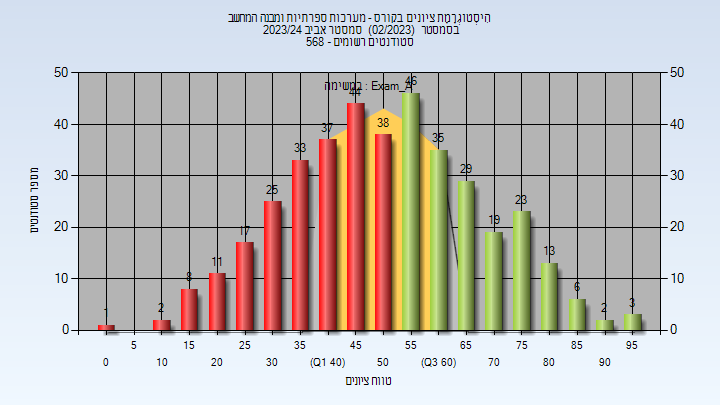 היסטוגרמת ציונים בקורס - מערכות ספרתיות ומבנה המחשב
בסמסטר (02/2023) סמסטר אביב 2023/24
סטודנטים רשומים - 568
במשימה : Exam_A
50 50
40 40
30 30
20 20
10 10
0 0
מספר סטודנטים
1 2 8 11 17 25 33 37 44 38 46 35 29 19 23 13 6 2 3
5 15 25 35 45 55 65 75 85 95
0 10 20 30 (Q1 40) 50 (Q3 60) 70 80 90
טווח ציונים